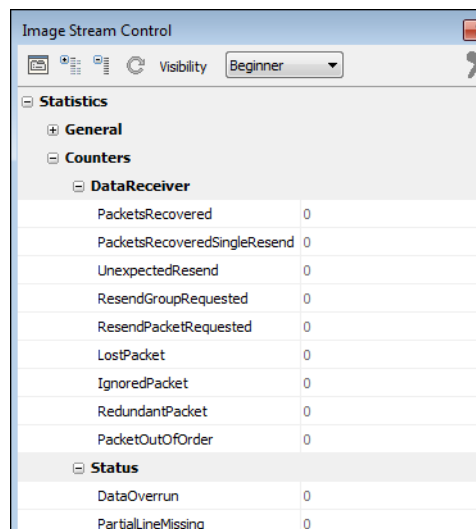 Image Stream Control
Visibility Beginner
Statistics
General
Counters
DataReceiver
PacketsRecovered 0
PacketsRecoveredSingleResend 0
UnexpectedResend 0
ResendGroupRequested 0
ResendPacketRequested 0
LostPacket 0
IgnoredPacket 0
RedundantPacket 0
PacketOutOfOrder 0
Status
DataOverrun 0
PartialLineMissing 0